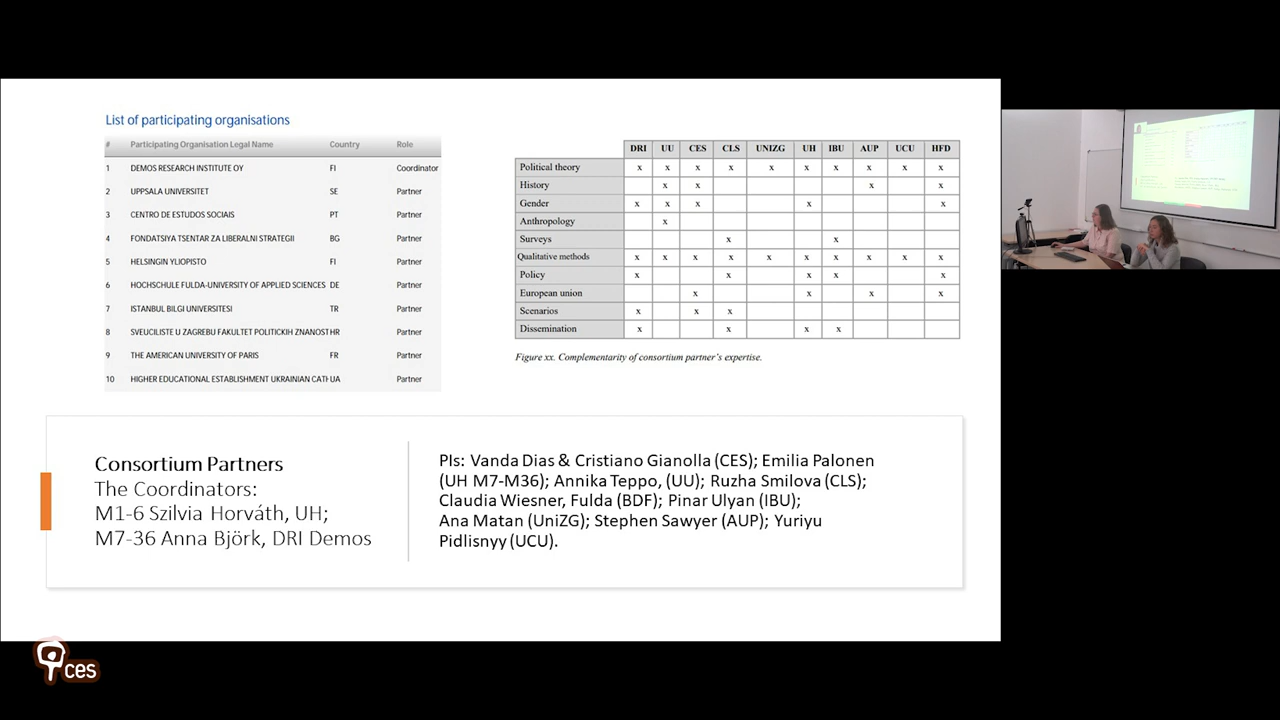 List of participating organisations
# Participating Organisation Legal Name Country Role
1 DEMOS RESEARCH INSTITUTE OY FI Coordinator
2 UPPSALA UNIVERSITET SE Partner
3 CENTRO DE ESTUDOS SOCIAIS PT Partner
4 FONDATSIYA TSENTAR ZA LIBERALNI STRATEGII BG Partner
5 HELSINGIN YLIOPISTO FI Partner
6 HOCHSCHULE FULDA-UNIVERSITY OF APPLIED SCIENCES DE Partner
7 ISTANBUL BILGI UNIVERSITESI TR Partner
8 SVEUCILISTE U ZAGREBU FAKULTET POLITICKIH ZNANOST HR Partner
9 THE AMERICAN UNIVERSITY OF PARIS FR Partner
10 HIGHER EDUCATIONAL ESTABLISHMENT UKRAINIAN CATH UA Partner
DRI UU CES CLS UNIZG UH IBU AUP UCU HFD
Political theory x x x x x x x x x x
History x x x x
Gender x x x x x
Anthropology x
Surveys x x
Qualitative methods x x x x x x x x x x
Policy x x x x x
European union x x x x
Scenarios x x x
Dissemination x x x x
Figure xx. Complementarity of consortium partner's expertise.
Consortium Partners
The Coordinators:
M1-6 Szilvia Horváth, UH;
M7-36 Anna Björk, DRI Demos
PIs: Vanda Dias & Cristiano Gianolla (CES); Emilia Palonen
(UH M7-M36); Annika Teppo, (UU); Ruzha Smilova (CLS);
Claudia Wiesner, Fulda (BDF); Pinar Ulyan (IBU);
Ana Matan (UniZG); Stephen Sawyer (AUP); Yuriyu
Pidlisnyy (UCU).
ces